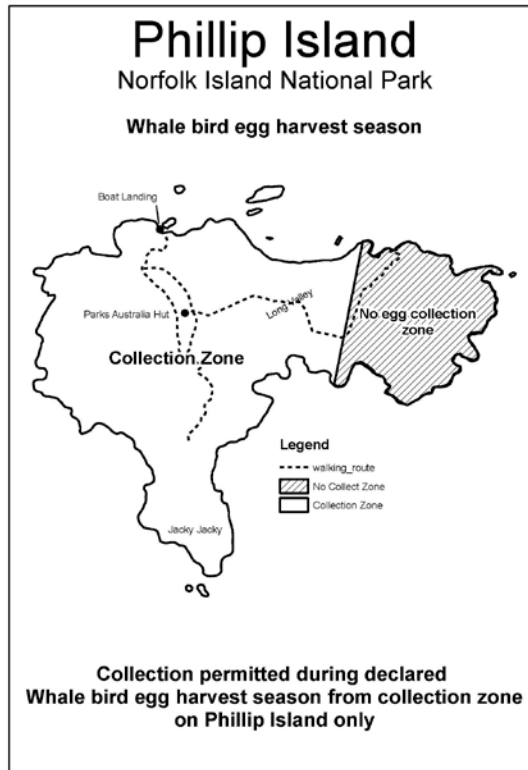 Phillip Island
Norfolk Island National Park
Whale bird egg harvest season
Boat Landing
Parks Australia Hut
Long Valley
No egg collection
zone
Collection Zone
Legend
walking_route
No Collect Zone
Collection Zone
Jacky Jacky
Collection permitted during declared
Whale bird egg harvest season from collection zone
on Phillip Island only